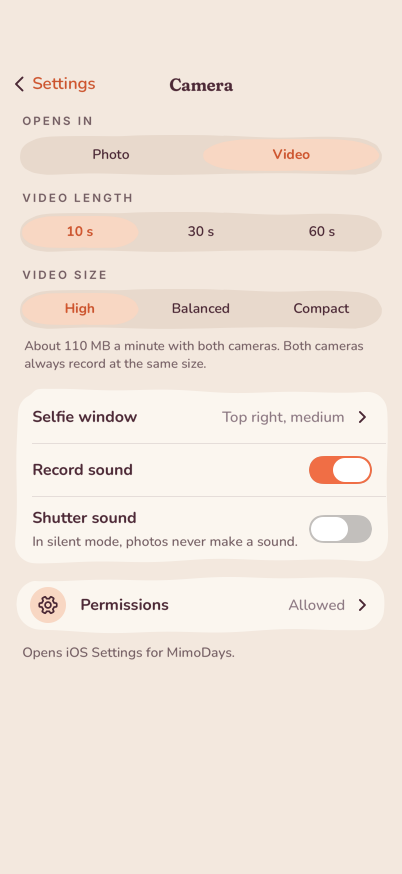 Settings
Camera
OPENS IN
Photo
Video
VIDEO LENGTH
10 s
30 s
60 s
VIDEO SIZE
High
Balanced
Compact
About 110 MB a minute with both cameras. Both cameras
always record at the same size.
Selfie window
Top right, medium
Record sound
Shutter sound
In silent mode, photos never make a sound.
Permissions
Allowed
Opens iOS Settings for MimoDays.